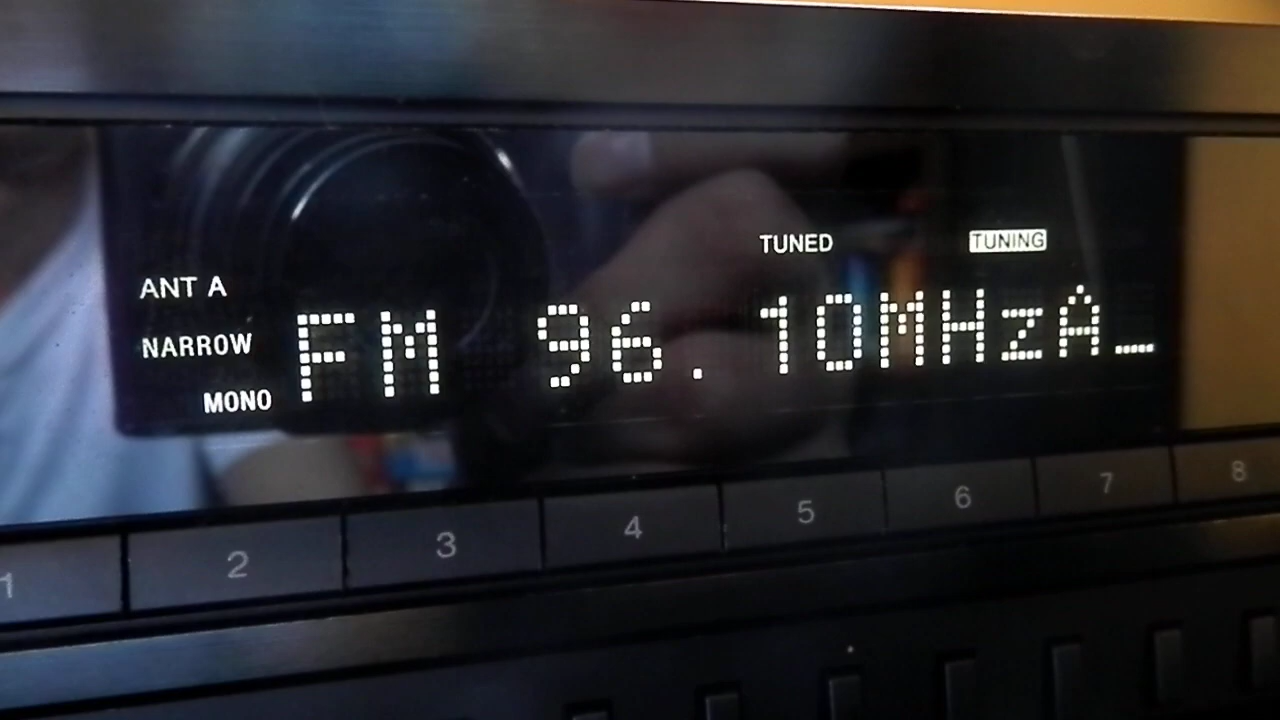 TUNED TUNING
ANT A
NARROW
MONO
FM 96.10MHzA_
1 2 3 4 5 6 7 8